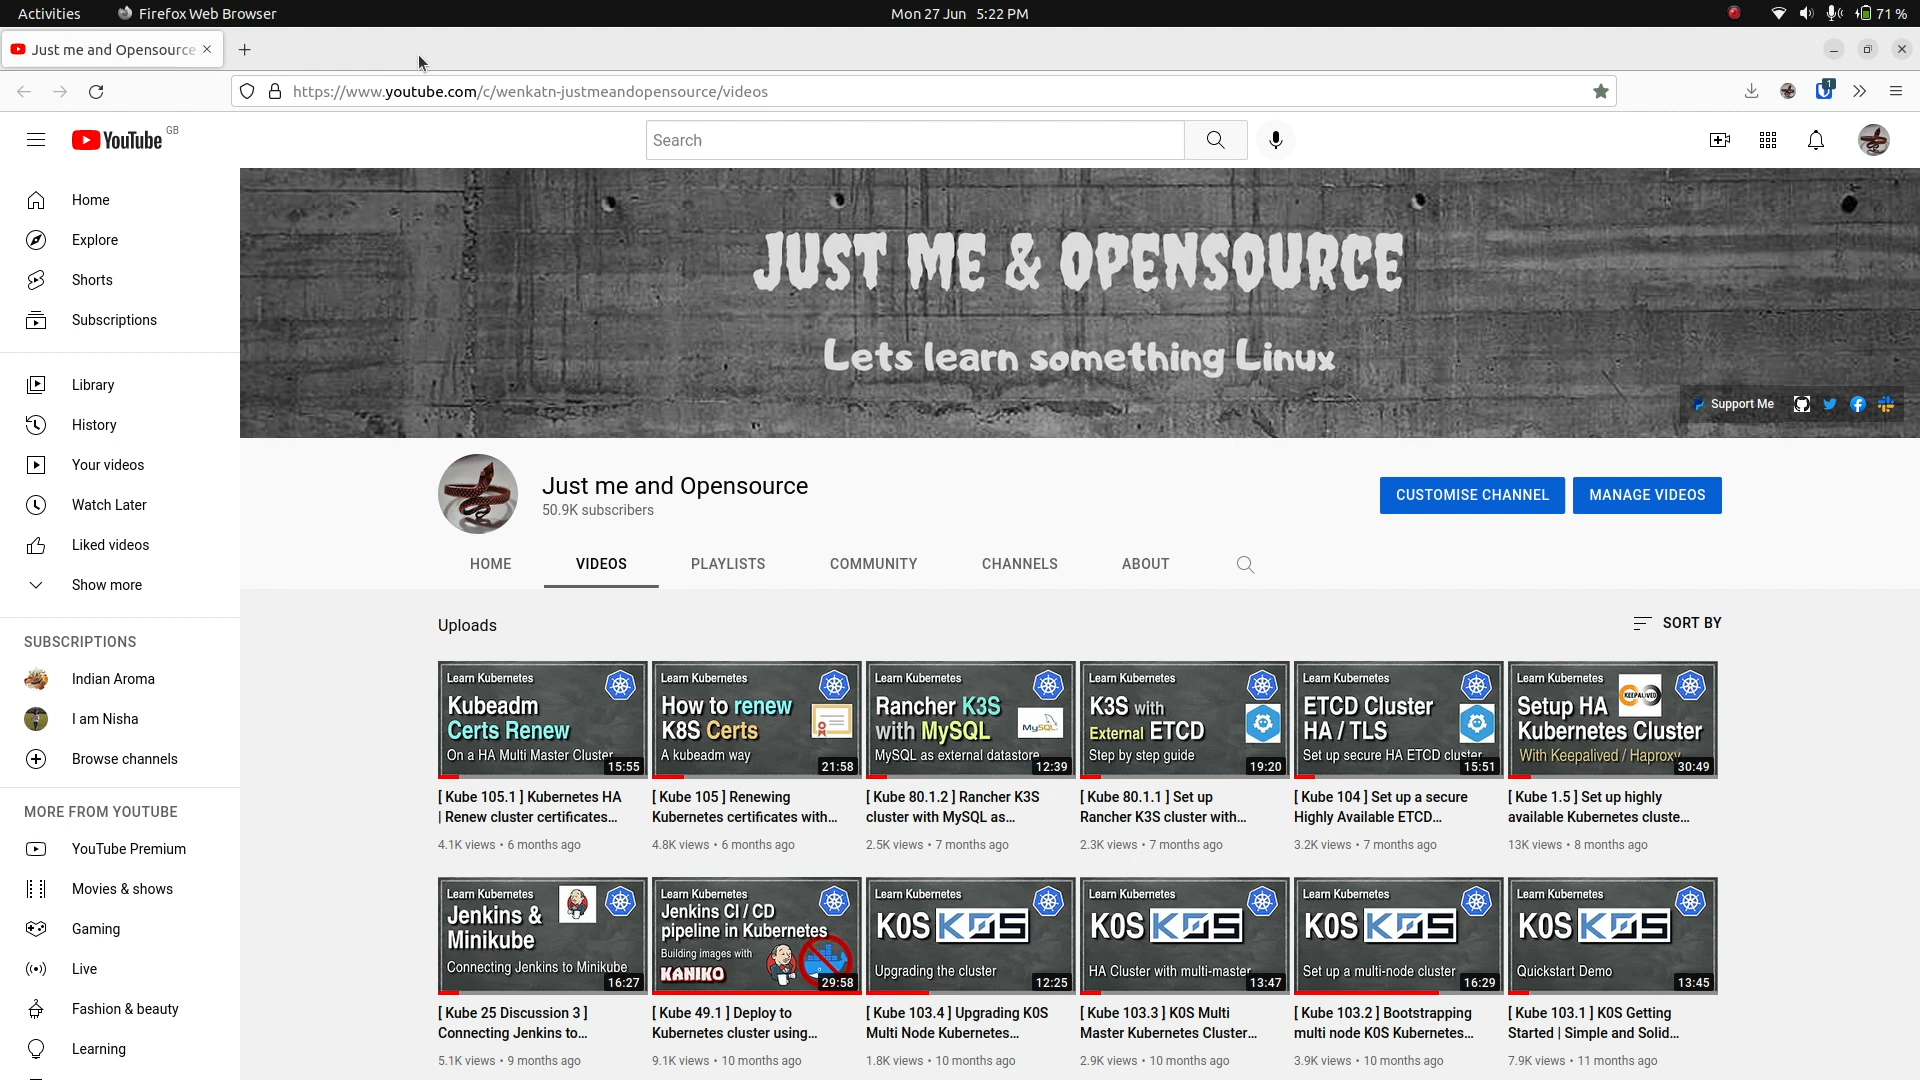 Activities
Firefox Web Browser
Mon 27 Jun 5:22 PM
71 %
Just me and Opensource
https://www.youtube.com/c/wenkatn-justmeandopensource/videos
1
YouTube GB
Search
Home
Explore
Shorts
Subscriptions
Library
History
Your videos
Watch Later
Liked videos
Show more
SUBSCRIPTIONS
Indian Aroma
I am Nisha
Browse channels
MORE FROM YOUTUBE
YouTube Premium
Movies & shows
Gaming
Live
Fashion & beauty
Learning
JUST ME & OPENSOURCE
Lets learn something Linux
Support Me
Just me and Opensource
50.9K subscribers
CUSTOMISE CHANNEL
MANAGE VIDEOS
HOME
VIDEOS
PLAYLISTS
COMMUNITY
CHANNELS
ABOUT
Uploads
SORT BY
Learn Kubernetes
Kubeadm
Certs Renew
On a HA Multi Master Cluster
15:55
[ Kube 105.1 ] Kubernetes HA
| Renew cluster certificates...
4.1K views • 6 months ago
Learn Kubernetes
How to renew
K8S Certs
A kubeadm way
21:58
[ Kube 105 ] Renewing
Kubernetes certificates with...
4.8K views • 6 months ago
Learn Kubernetes
Rancher K3S
with MySQL
MySQL
MySQL as external datastore
12:39
[ Kube 80.1.2 ] Rancher K3S
cluster with MySQL as...
2.5K views • 7 months ago
Learn Kubernetes
K3S with
External ETCD
Step by step guide
19:20
[ Kube 80.1.1 ] Set up
Rancher K3S cluster with...
2.3K views • 7 months ago
Learn Kubernetes
ETCD Cluster
HA / TLS
Set up secure HA ETCD cluster
15:51
[ Kube 104 ] Set up a secure
Highly Available ETCD...
3.2K views • 7 months ago
Learn Kubernetes
Setup HA
KEEPALIVED
Kubernetes Cluster
With Keepalived / Haproxy
30:49
[ Kube 1.5 ] Set up highly
available Kubernetes cluste...
13K views • 8 months ago
Learn Kubernetes
Jenkins &
Minikube
Connecting Jenkins to Minikube
16:27
[ Kube 25 Discussion 3 ]
Connecting Jenkins to...
5.1K views • 9 months ago
Learn Kubernetes
Jenkins CI / CD
pipeline in Kubernetes
Building images with
KANIKO
29:58
[ Kube 49.1 ] Deploy to
Kubernetes cluster using...
9.1K views • 10 months ago
Learn Kubernetes
K0S K0S
Upgrading the cluster
12:25
[ Kube 103.4 ] Upgrading K0S
Multi Node Kubernetes...
1.8K views • 10 months ago
Learn Kubernetes
K0S K0S
HA Cluster with multi-master
13:47
[ Kube 103.3 ] K0S Multi
Master Kubernetes Cluster...
2.9K views • 10 months ago
Learn Kubernetes
K0S K0S
Set up a multi-node cluster
16:29
[ Kube 103.2 ] Bootstrapping
multi node K0S Kubernetes...
3.9K views • 10 months ago
Learn Kubernetes
K0S K0S
Quickstart Demo
13:45
[ Kube 103.1 ] K0S Getting
Started | Simple and Solid...
7.9K views • 11 months ago